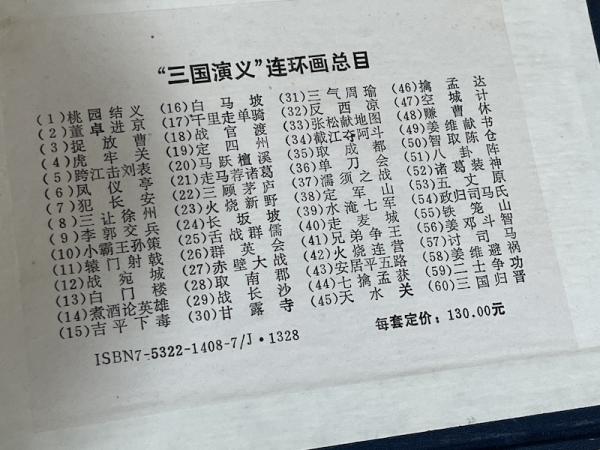 “三国演义”连环画总目
(1)桃园结义
(2)董卓进京
(3)捉放曹
(4)虎牢关
(5)跨江击刘表
(6)凤仪亭
(7)犯长安
(8)三让徐州
(9)李郭交兵
(10)小霸王孙策
(11)辕门射戟
(12)战宛城
(13)白门楼
(14)煮酒论英雄
(15)吉平下毒
(16)白马坡
(17)千里单骑
(18)战官渡
(19)定四州
(20)马跃檀溪
(21)走马荐诸葛
(22)三顾茅庐
(23)火烧新野
(24)长坂坡
(25)舌战群儒
(26)群英会
(27)赤壁大战
(28)取南郡
(29)战长沙
(30)甘露寺
(31)三气周瑜
(32)反西凉
(33)张松献地图
(34)截江夺阿斗
(35)取成都
(36)单刀会
(37)濡须之战
(38)定军山
(39)水淹七军
(40)走麦城
(41)兄弟争王
(42)火烧连营
(43)安居平五路
(44)七擒孟获
(45)天水关
(46)擒孟达
(47)空城计
(48)赚曹休
(49)姜维献书
(50)智取陈仓
(51)八卦阵
(52)诸葛装神
(53)五丈原
(54)政归司马氏
(55)铁笼山
(56)姜邓斗智
(57)讨司马
(58)姜维避祸
(59)二士争功
(60)三国归晋
ISBN7-5322-1408-7/J·1328
每套定价：130.00元